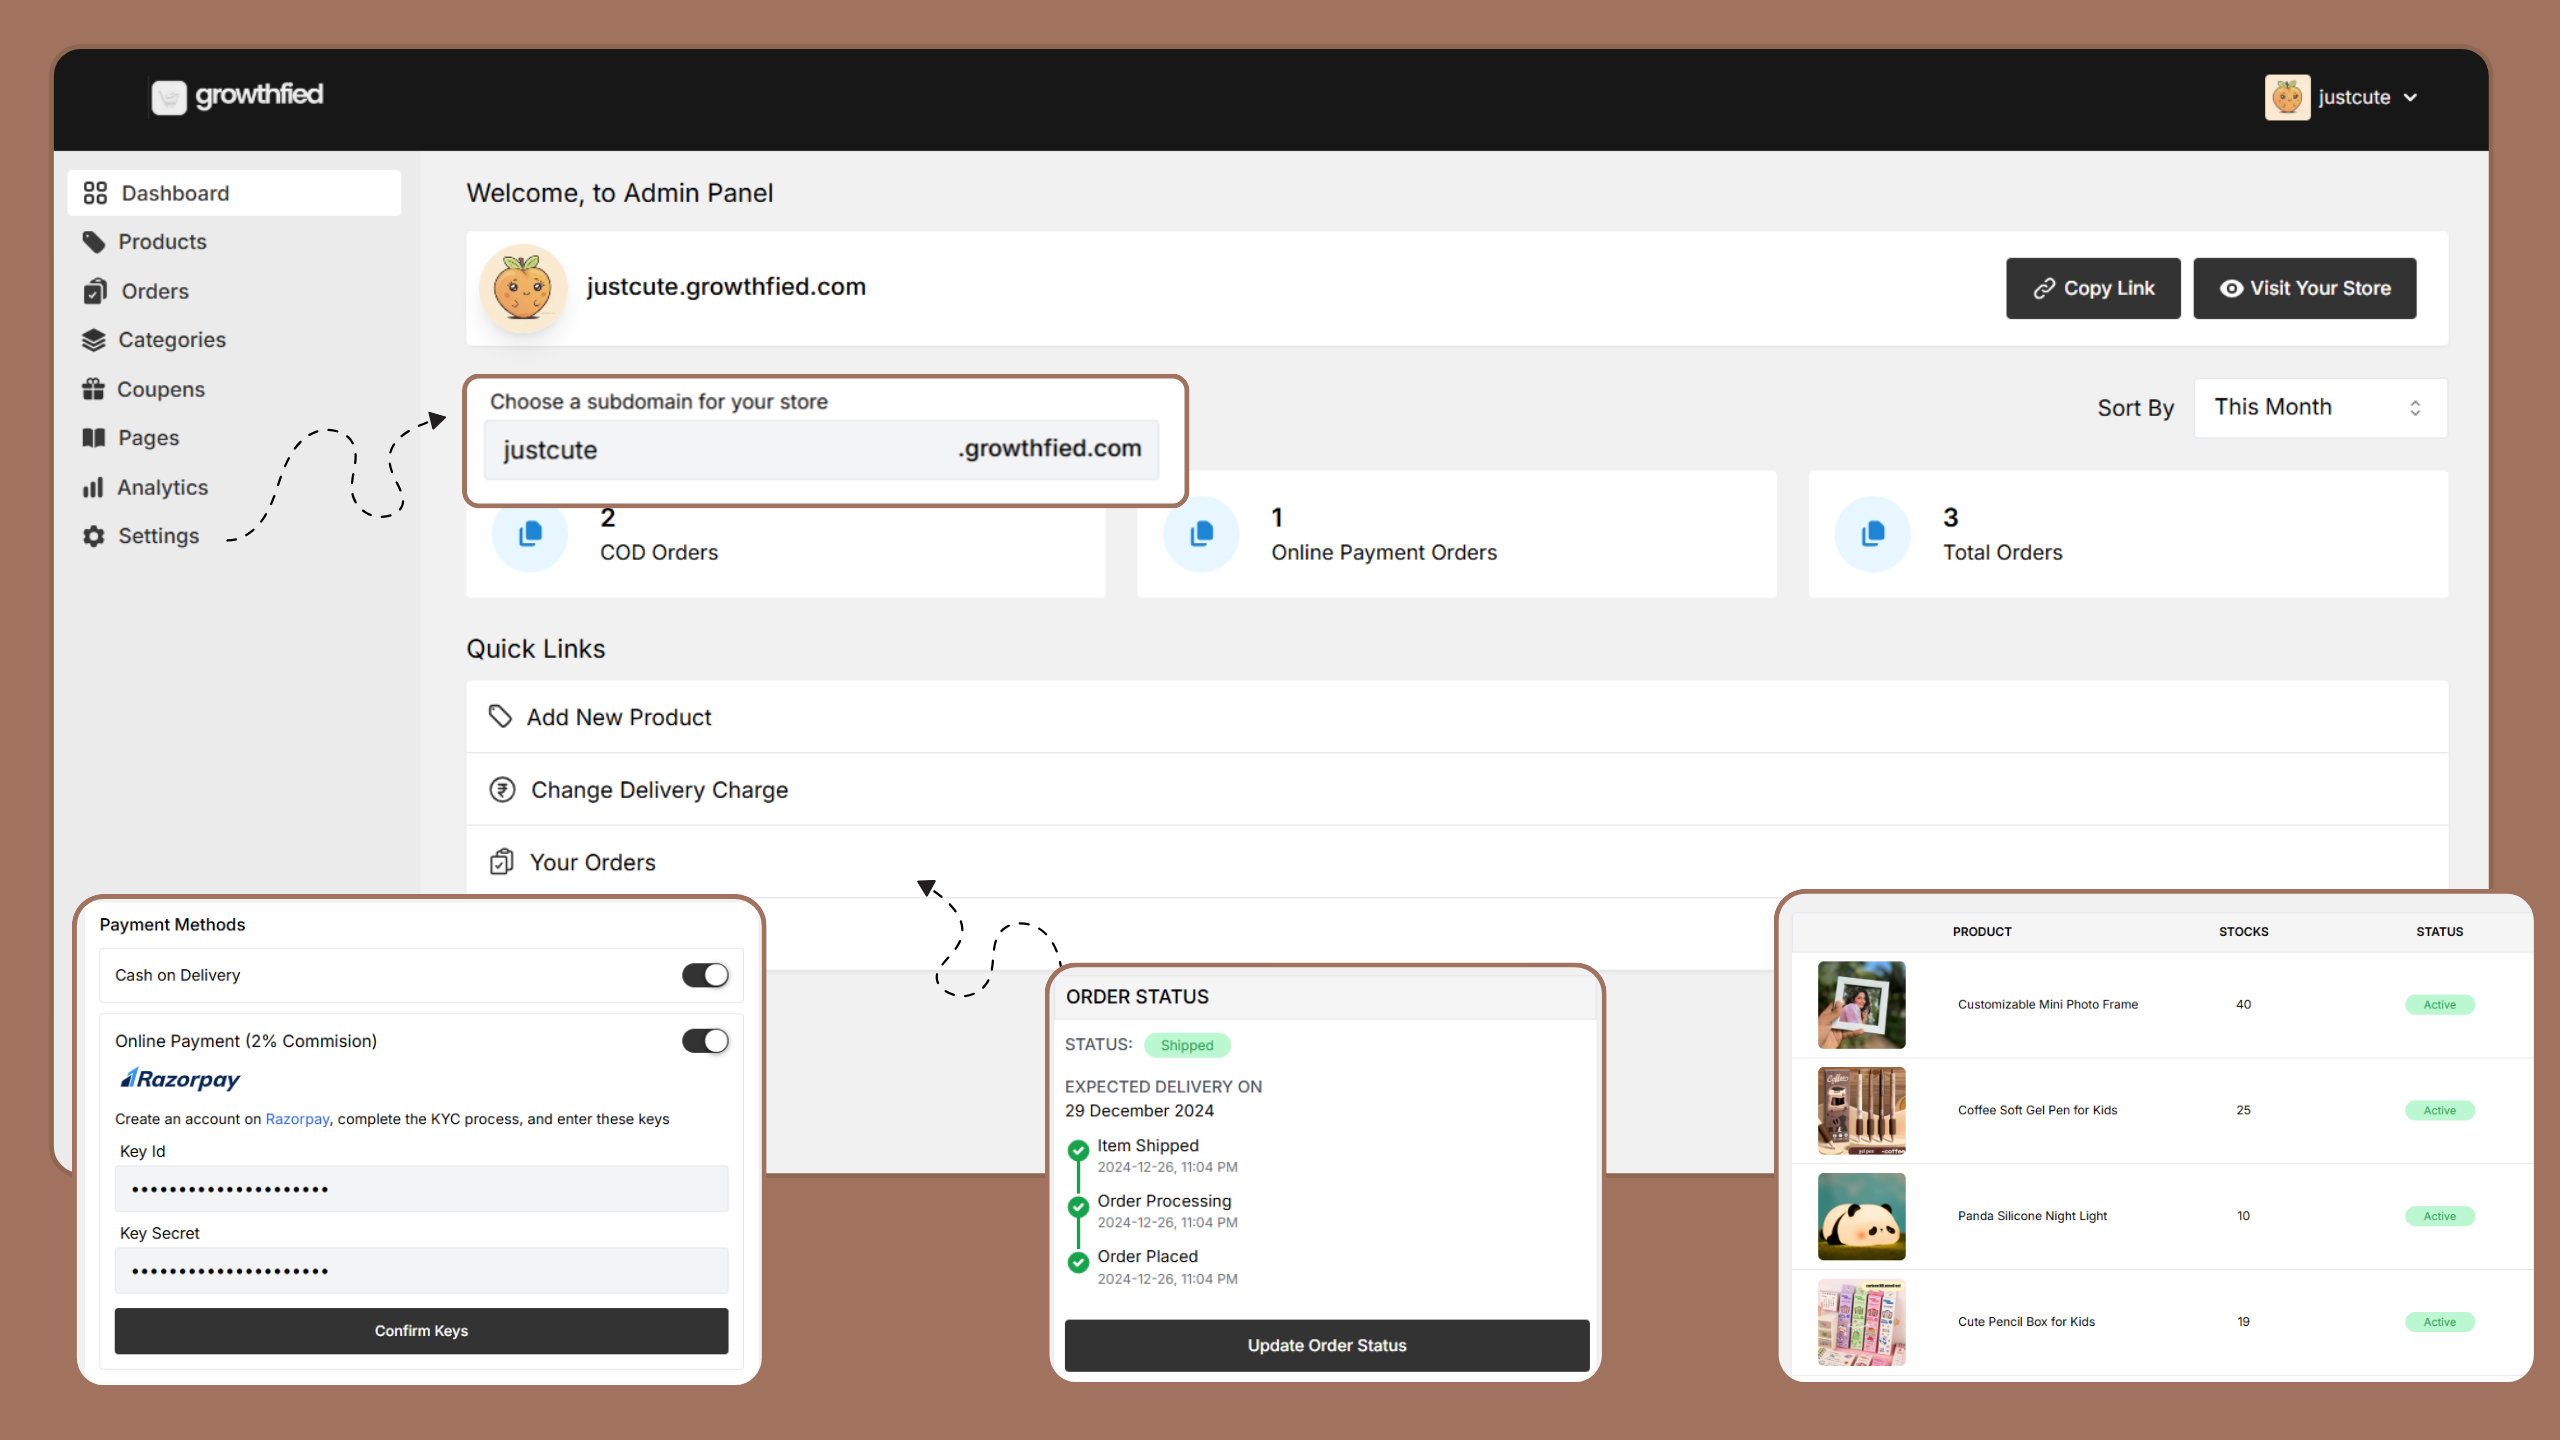 growthfied
justcute
Dashboard
Products
Orders
Categories
Coupens
Pages
Analytics
Settings
Welcome, to Admin Panel
justcute.growthfied.com
Copy Link
Visit Your Store
Choose a subdomain for your store
justcute .growthfied.com
Sort By This Month
2
COD Orders
1
Online Payment Orders
3
Total Orders
Quick Links
Add New Product
Change Delivery Charge
Your Orders
Payment Methods
Cash on Delivery
Online Payment (2% Commision)
Razorpay
Create an account on Razorpay, complete the KYC process, and enter these keys
Key Id
Key Secret
Confirm Keys
ORDER STATUS
STATUS: Shipped
EXPECTED DELIVERY ON
29 December 2024
Item Shipped
2024-12-26, 11:04 PM
Order Processing
2024-12-26, 11:04 PM
Order Placed
2024-12-26, 11:04 PM
Update Order Status
PRODUCT STOCKS STATUS
Customizable Mini Photo Frame 40 Active
Coffee Soft Gel Pen for Kids 25 Active
Panda Silicone Night Light 10 Active
Cute Pencil Box for Kids 19 Active